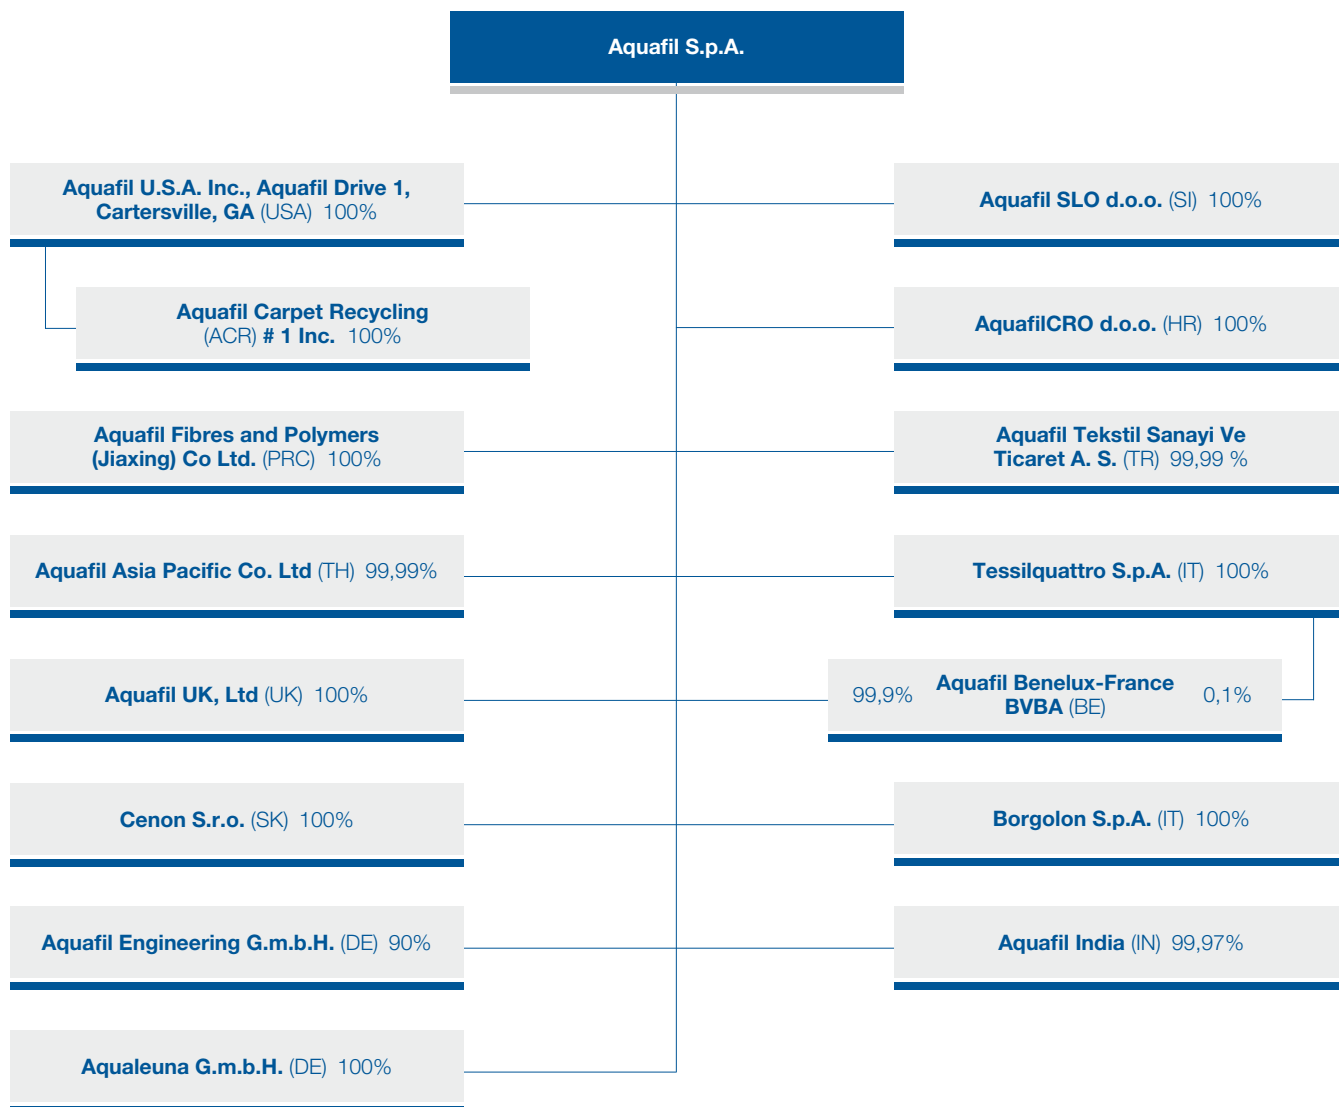 Aquafil S.p.A.
Aquafil U.S.A. Inc., Aquafil Drive 1,
Cartersville, GA (USA) 100%
Aquafil SLO d.o.o. (SI) 100%
Aquafil Carpet Recycling
(ACR) # 1 Inc. 100%
AquafilCRO d.o.o. (HR) 100%
Aquafil Fibres and Polymers
(Jiaxing) Co Ltd. (PRC) 100%
Aquafil Tekstil Sanayi Ve
Ticaret A. S. (TR) 99,99 %
Aquafil Asia Pacific Co. Ltd (TH) 99,99%
Tessilquattro S.p.A. (IT) 100%
Aquafil UK, Ltd (UK) 100%
99,9%
Aquafil Benelux-France
BVBA (BE)
0,1%
Cenon S.r.o. (SK) 100%
Borgolon S.p.A. (IT) 100%
Aquafil Engineering G.m.b.H. (DE) 90%
Aquafil India (IN) 99,97%
Aqualeuna G.m.b.H. (DE) 100%